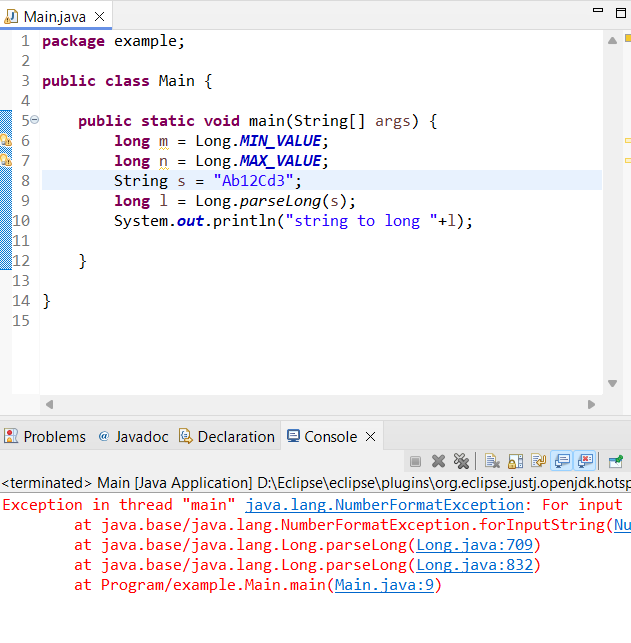 Main.java
1 package example;
2
3 public class Main {
4
5 public static void main(String[] args) {
6 long m = Long.MIN_VALUE;
7 long n = Long.MAX_VALUE;
8 String s = "Ab12Cd3";
9 long l = Long.parseLong(s);
10 System.out.println("string to long "+l);
11
12 }
13
14 }
15
Problems @ Javadoc Declaration Console
<terminated> Main [Java Application] D:\Eclipse\eclipse\plugins\org.eclipse.justj.openjdk.hotsp
Exception in thread "main" java.lang.NumberFormatException: For input
at java.base/java.lang.NumberFormatException.forInputString(Nu
at java.base/java.lang.Long.parseLong(Long.java:709)
at java.base/java.lang.Long.parseLong(Long.java:832)
at Program/example.Main.main(Main.java:9)